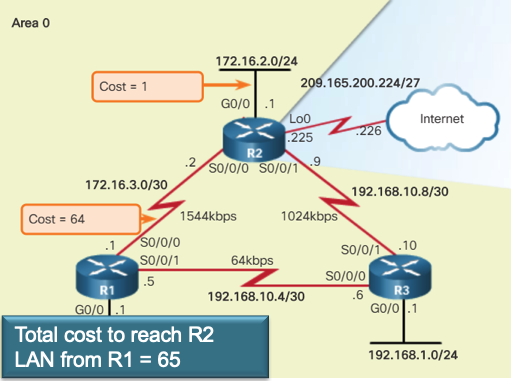 Area 0
172.16.2.0/24
Cost = 1
209.165.200.224/27
G0/0
.1
Lo0
Internet
.225
.226
R2
.2
S0/0/0
S0/0/1
.9
172.16.3.0/30
192.168.10.8/30
Cost = 64
1544kbps
1024kbps
.1
S0/0/0
S0/0/1
.10
S0/0/1
64kbps
S0/0/0
.5
R1
192.168.10.4/30
.6
R3
G0/0
.1
G0/0
.1
Total cost to reach R2
LAN from R1 = 65
192.168.1.0/24